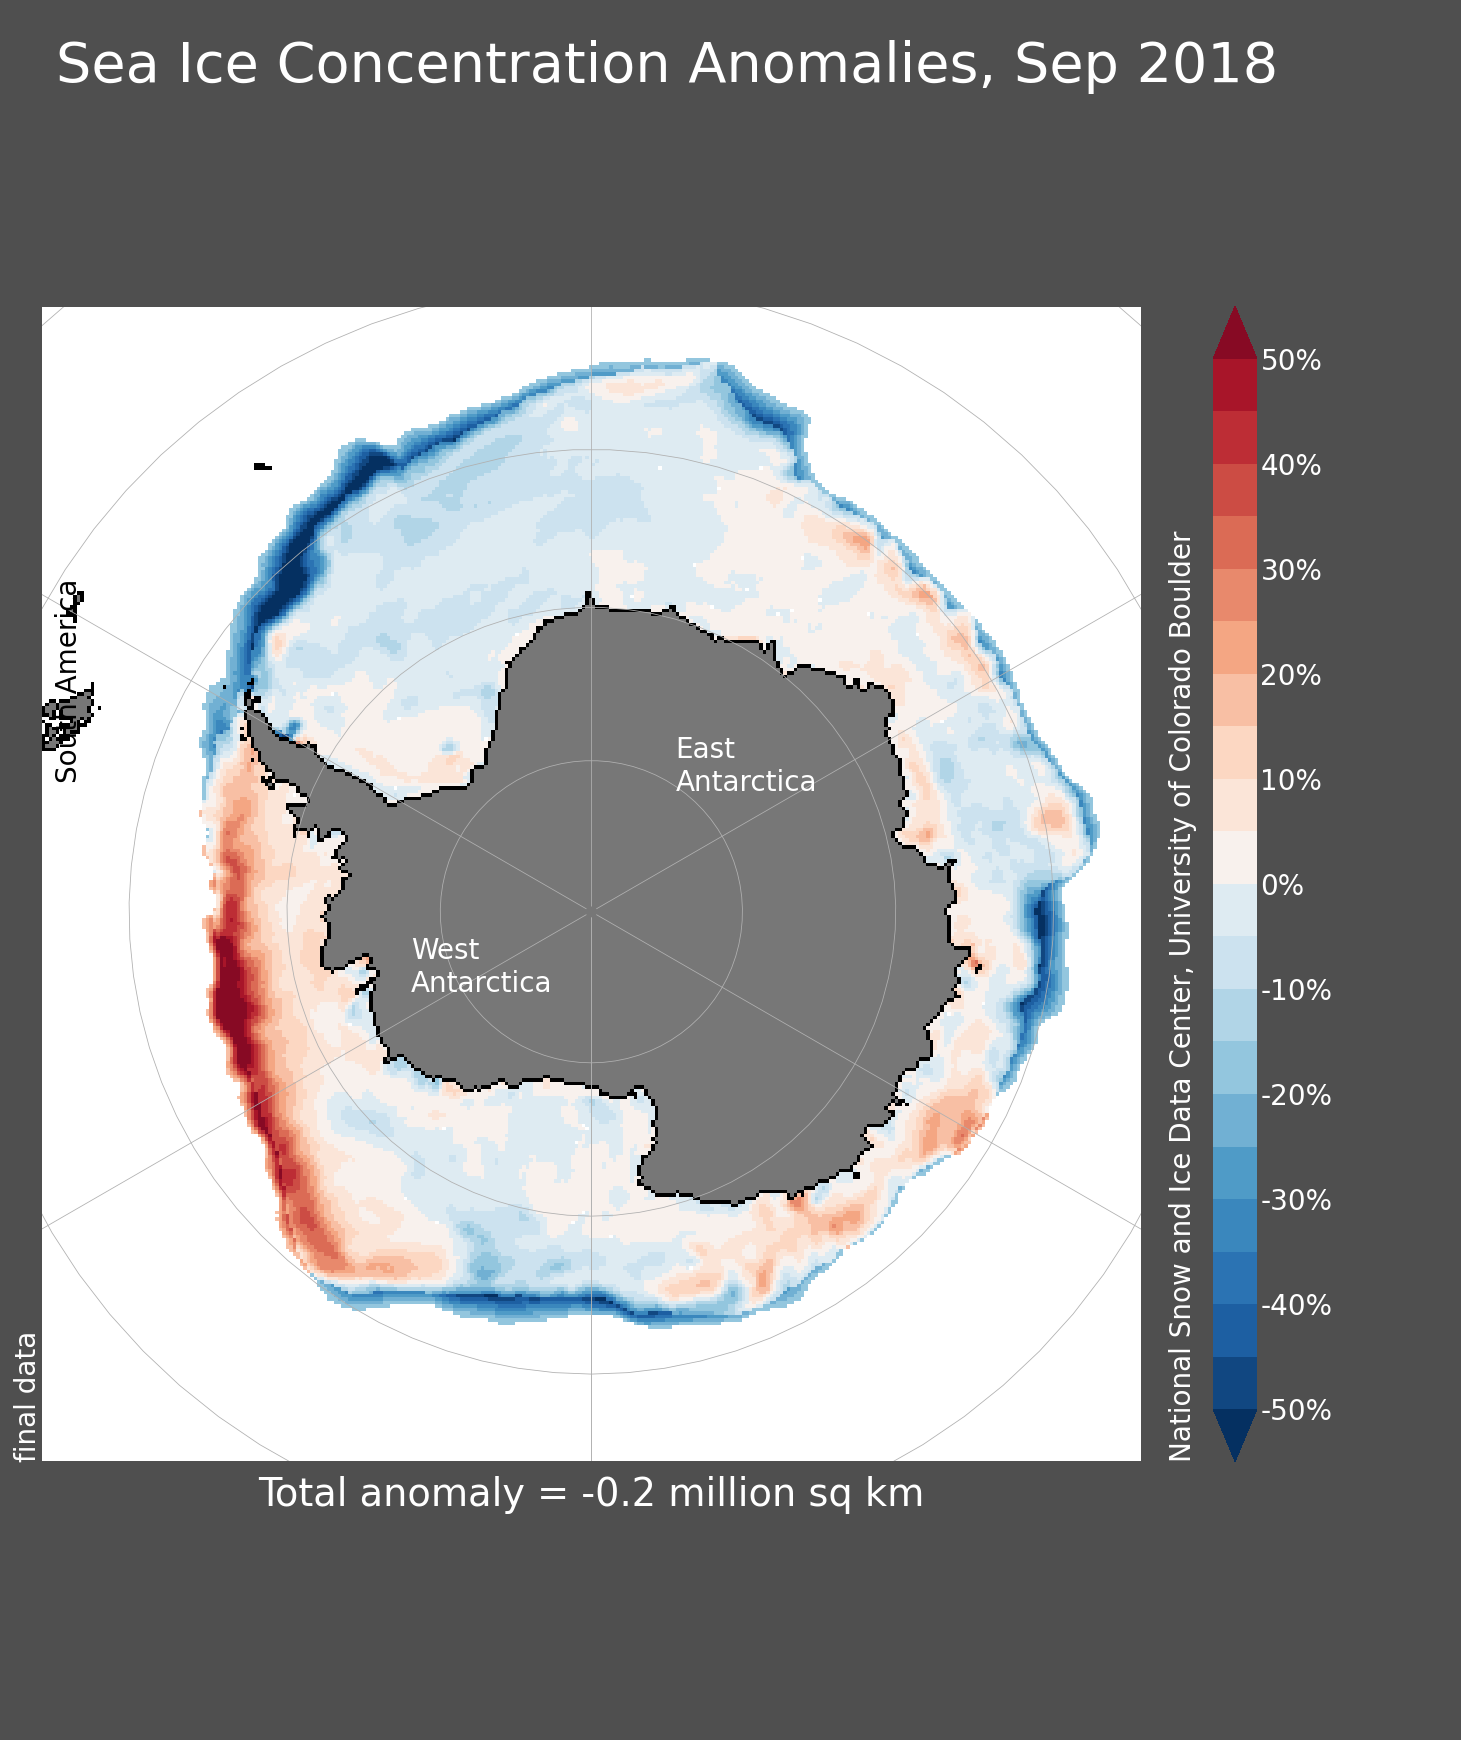 Sea Ice Concentration Anomalies, Sep 2018
South America
East
Antarctica
West
Antarctica
final data
National Snow and Ice Data Center, University of Colorado Boulder
50%
40%
30%
20%
10%
0%
-10%
-20%
-30%
-40%
-50%
Total anomaly = -0.2 million sq km